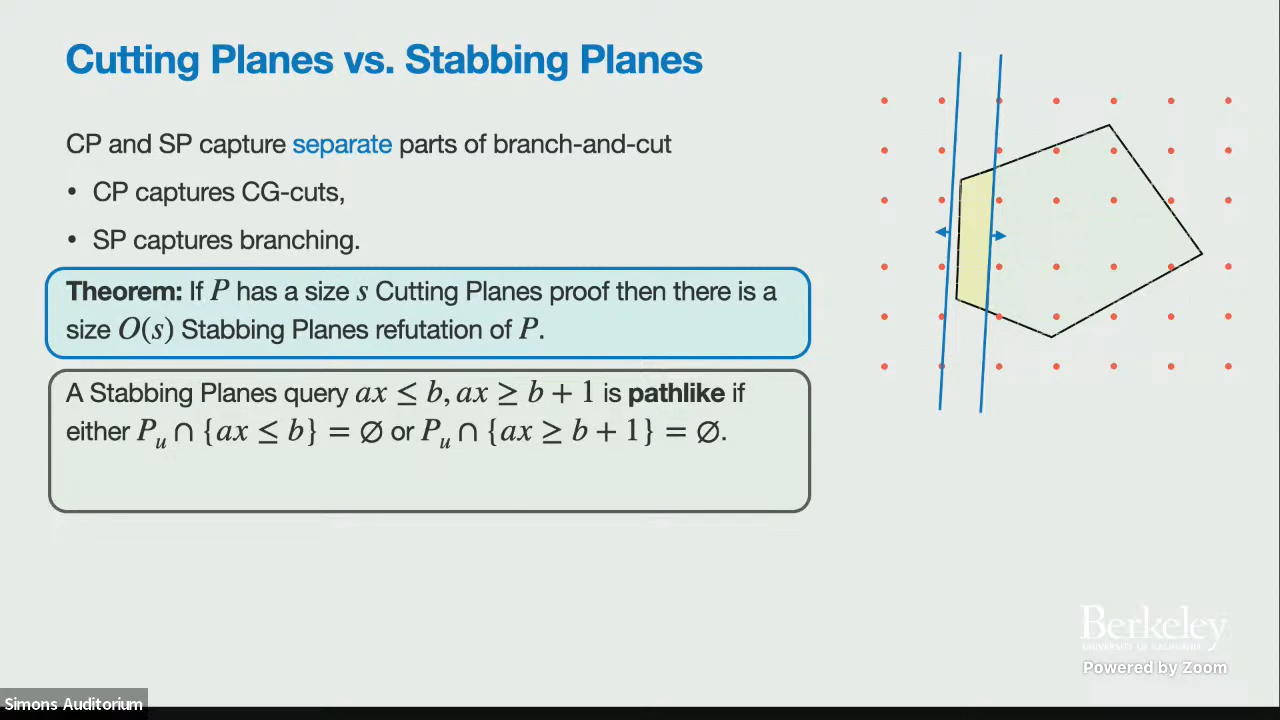 Cutting Planes vs. Stabbing Planes
CP and SP capture separate parts of branch-and-cut
• CP captures CG-cuts,
• SP captures branching.
Theorem: If P has a size s Cutting Planes proof then there is a
size O(s) Stabbing Planes refutation of P.
A Stabbing Planes query ax ≤ b, ax ≥ b + 1 is pathlike if
either P_u ∩ {ax ≤ b} = ∅ or P_u ∩ {ax ≥ b + 1} = ∅.
Berkeley
UNIVERSITY OF CALIFORNIA
Powered by Zoom
Simons Auditorium